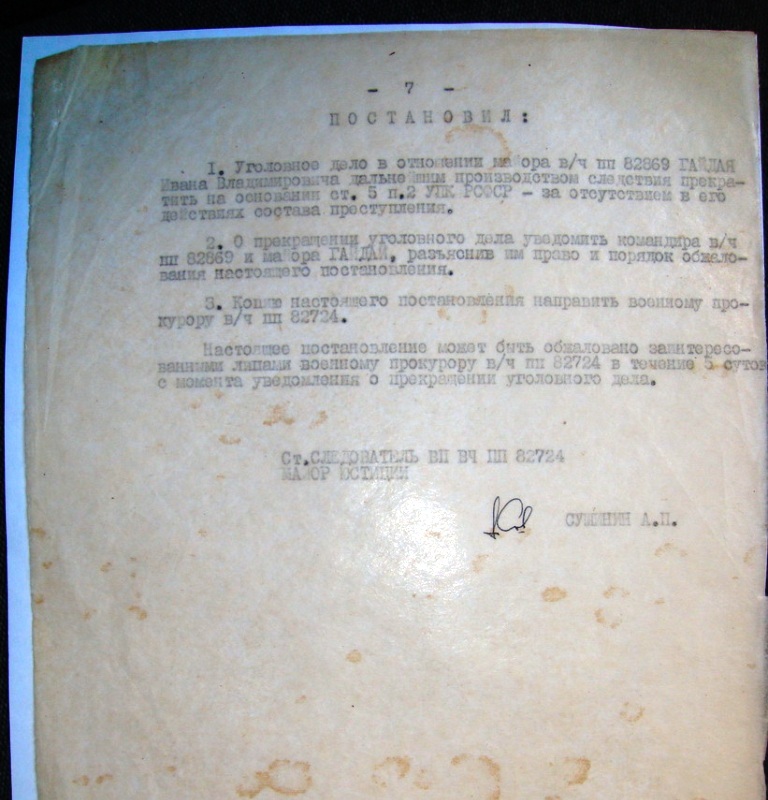 - 7 -
ПОСТАНОВИЛ:
1. Уголовное дело в отношении майора в/ч пп 82869 ГАЙДАЯ
Ивана Владимировича дальнейшим производством следствия прекра-
тить на основании ст. 5 п.2 УПК РСФСР - за отсутствием в его
действиях состава преступления.
2. О прекращении уголовного дела уведомить командира в/ч
пп 82869 и майора ГАЙДАЙ, разъяснив им право и порядок обжало-
вания настоящего постановления.
3. Копию настоящего постановления направить военному про-
курору в/ч пп 82724.
Настоящее постановление может быть обжаловано заинтересо-
ванными лицами военному прокурору в/ч пп 82724 в течение 5 суток
с момента уведомления о прекращении уголовного дела.
Ст.СЛЕДОВАТЕЛЬ ВП ВЧ ПП 82724
МАЙОР ЮСТИЦИИ
А.П.